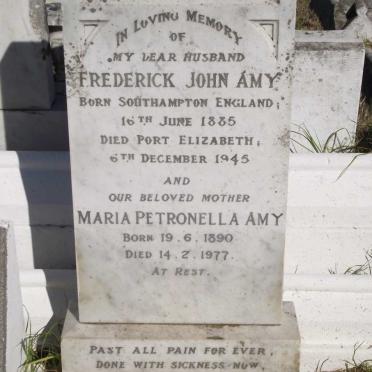 IN LOVING MEMORY
OF
MY DEAR HUSBAND
FREDERICK JOHN AMY
BORN SOUTHAMPTON ENGLAND;
16TH JUNE 1885
DIED PORT ELIZABETH;
6TH DECEMBER 1945
AND
OUR BELOVED MOTHER
MARIA PETRONELLA AMY
BORN 19.6.1890
DIED 14.2.1977
AT REST.
PAST ALL PAIN FOR EVER,
DONE WITH SICKNESS NOW,